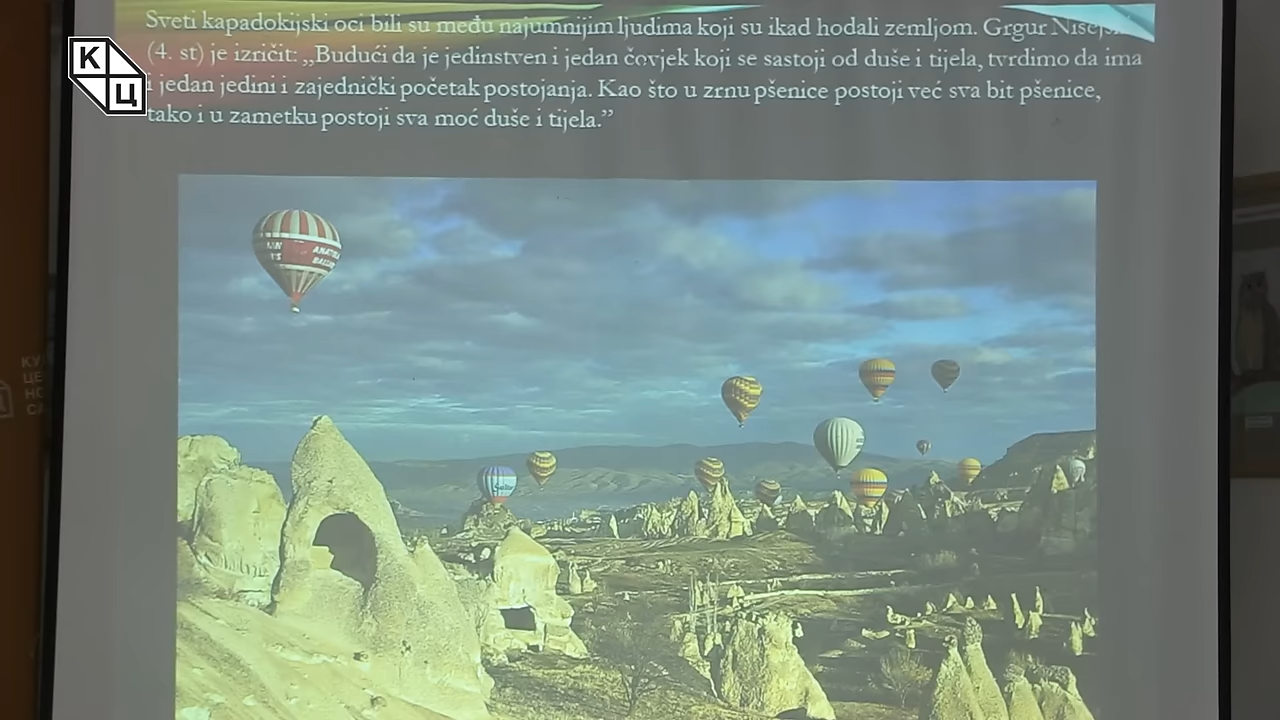 Sveti kapadokijski oci bili su među najumnijim ljudima koji su ikad hodali zemljom. Grgur
(4. st) je izričit: „Budući da je jedinstven i jedan čovjek koji se sastoji od duše i tijela, tvrdimo da ima
i jedan jedini i zajednički početak postojanja. Kao što u zrnu pšenice postoji već sva bit pšenice,
tako i u zametku postoji sva moć duše i tijela.”
К
Ц